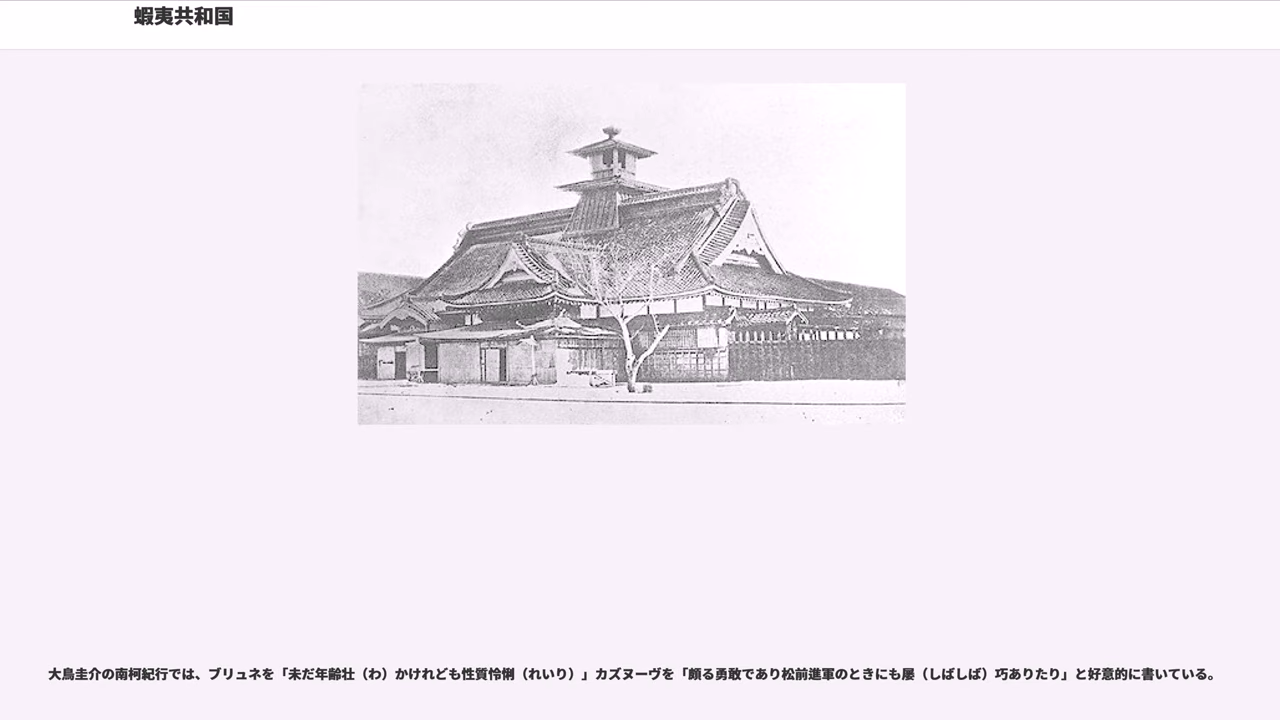 蝦夷共和国
大鳥圭介の南柯紀行では、ブリュネを「未だ年齢壮（わ）かけれども性質怜悧（れいり）」カズヌーヴを「頗る勇敢であり松前進軍のときにも屡（しばしば）巧ありたり」と好意的に書いている。